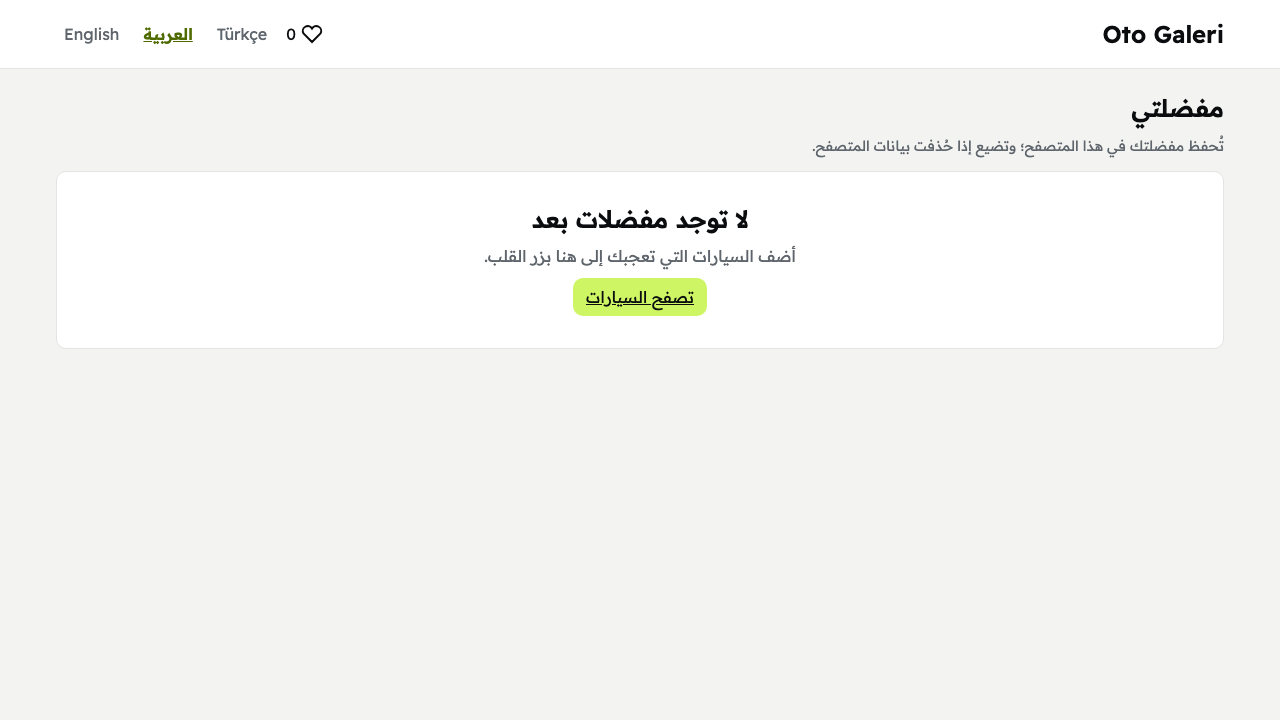 Oto Galeri
0
Türkçe
العربية
English
مفضلتي
تُحفظ مفضلتك في هذا المتصفح؛ وتضيع إذا حُذفت بيانات المتصفح.
لا توجد مفضلات بعد
أضف السيارات التي تعجبك إلى هنا بزر القلب.
تصفح السيارات